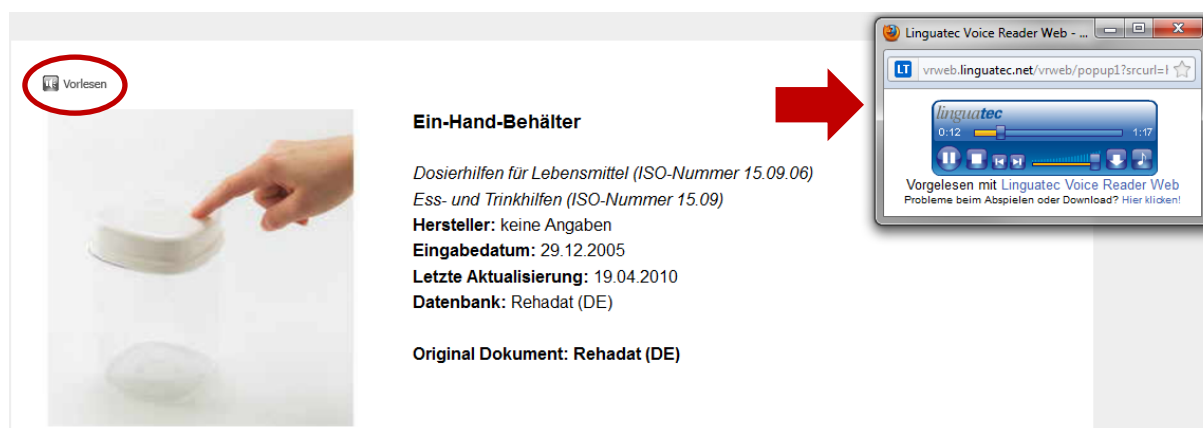 Vorlesen
Ein-Hand-Behälter
Dosierhilfen für Lebensmittel (ISO-Nummer 15.09.06)
Ess- und Trinkhilfen (ISO-Nummer 15.09)
Hersteller: keine Angaben
Eingabedatum: 29.12.2005
Letzte Aktualisierung: 19.04.2010
Datenbank: Rehadat (DE)
Original Dokument: Rehadat (DE)
Linguatec Voice Reader Web - ...
LT vrweb.linguatec.net/vrweb/popup1?srcurl=
linguatec
0:12 1:17
Vorgelesen mit Linguatec Voice Reader Web
Probleme beim Abspielen oder Download? Hier klicken!